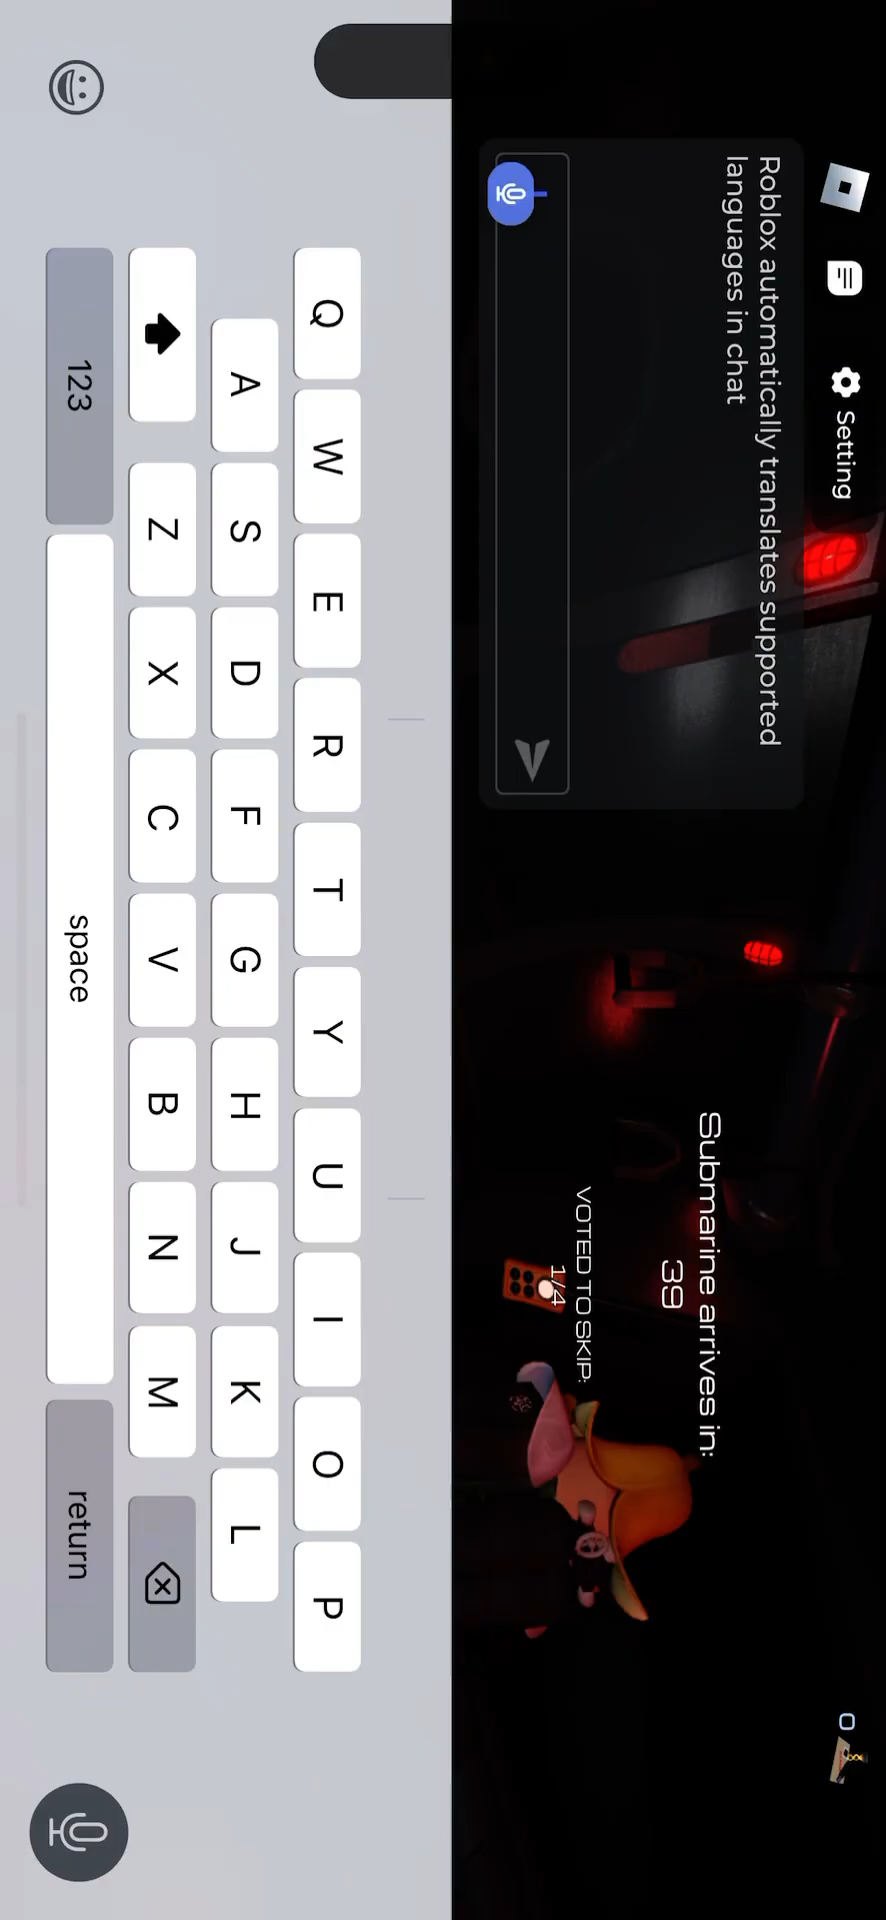 Setting
Roblox automatically translates supported
languages in chat
0
Submarine arrives in:
39
VOTED TO SKIP:
1/4
Q W E R T Y U I O P
A S D F G H J K L
Z X C V B N M
123 space return